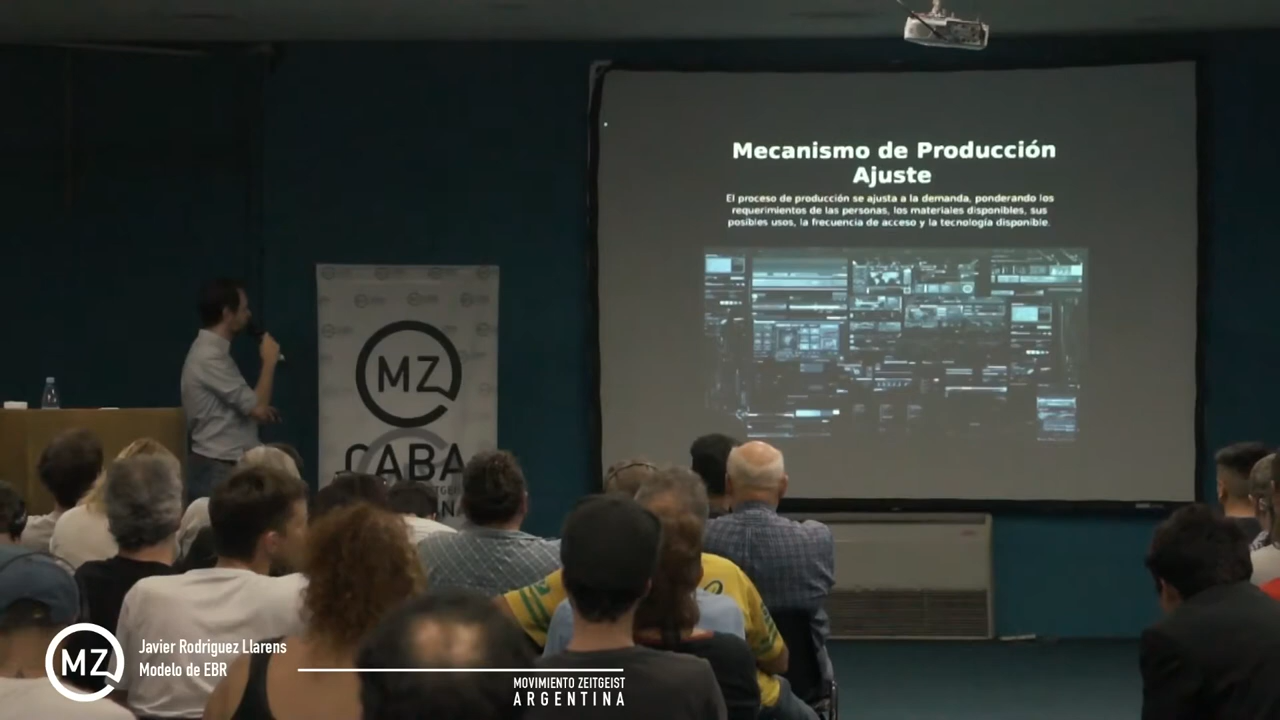 Mecanismo de Producción
Ajuste
El proceso de producción se ajusta a la demanda, ponderando los
requerimientos de las personas, los materiales disponibles, sus
posibles usos, la frecuencia de acceso y la tecnología disponible.
MZ
CABA
MZ
Javier Rodriguez Llarens
Modelo de EBR
MOVIMIENTO ZEITGEIST
ARGENTINA